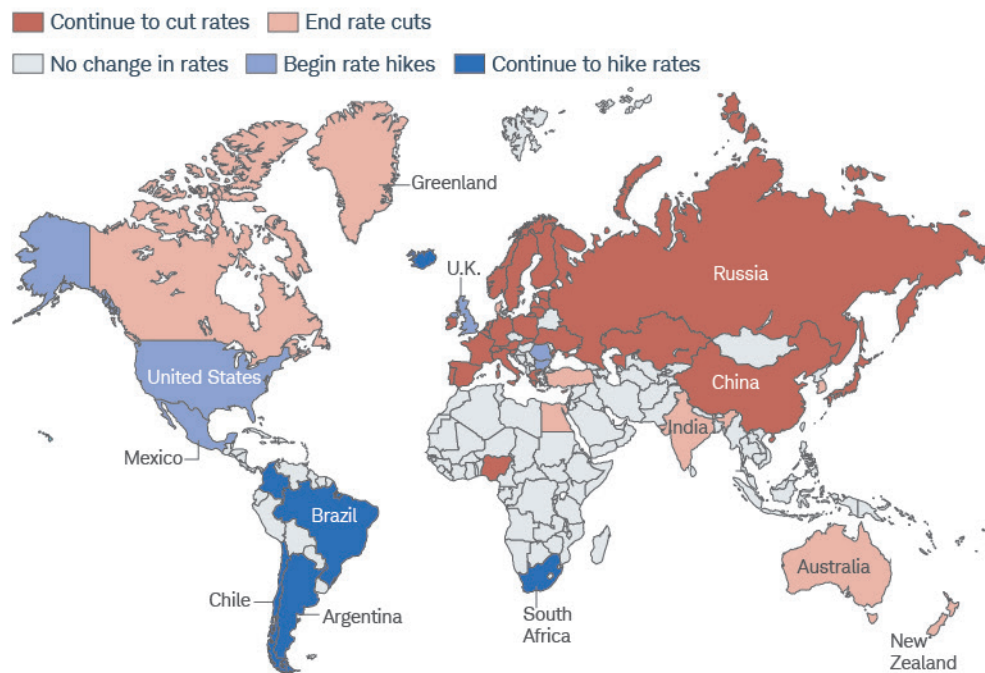 Continue to cut rates
End rate cuts
No change in rates
Begin rate hikes
Continue to hike rates
Greenland
U.K.
Russia
United States
China
India
Mexico
Brazil
Australia
Chile
Argentina
South
Africa
New
Zealand